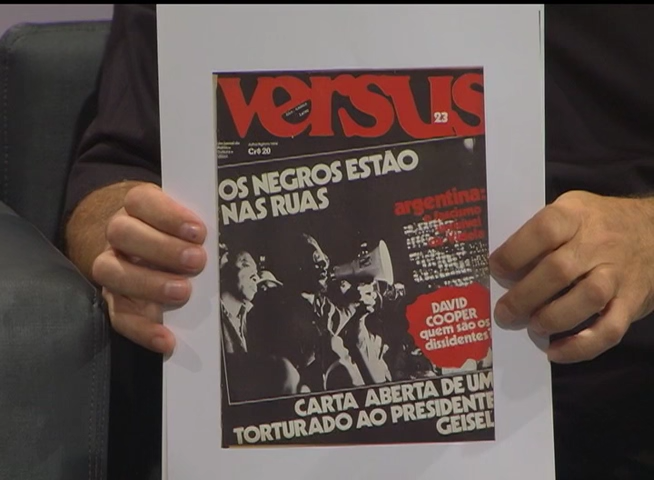 versus
23
Cr$ 20
OS NEGROS ESTÃO
NAS RUAS
argentina:
o fascismo
DAVID
COOPER
quem são os
dissidentes?
CARTA ABERTA DE UM
TORTURADO AO PRESIDENTE
GEISEL